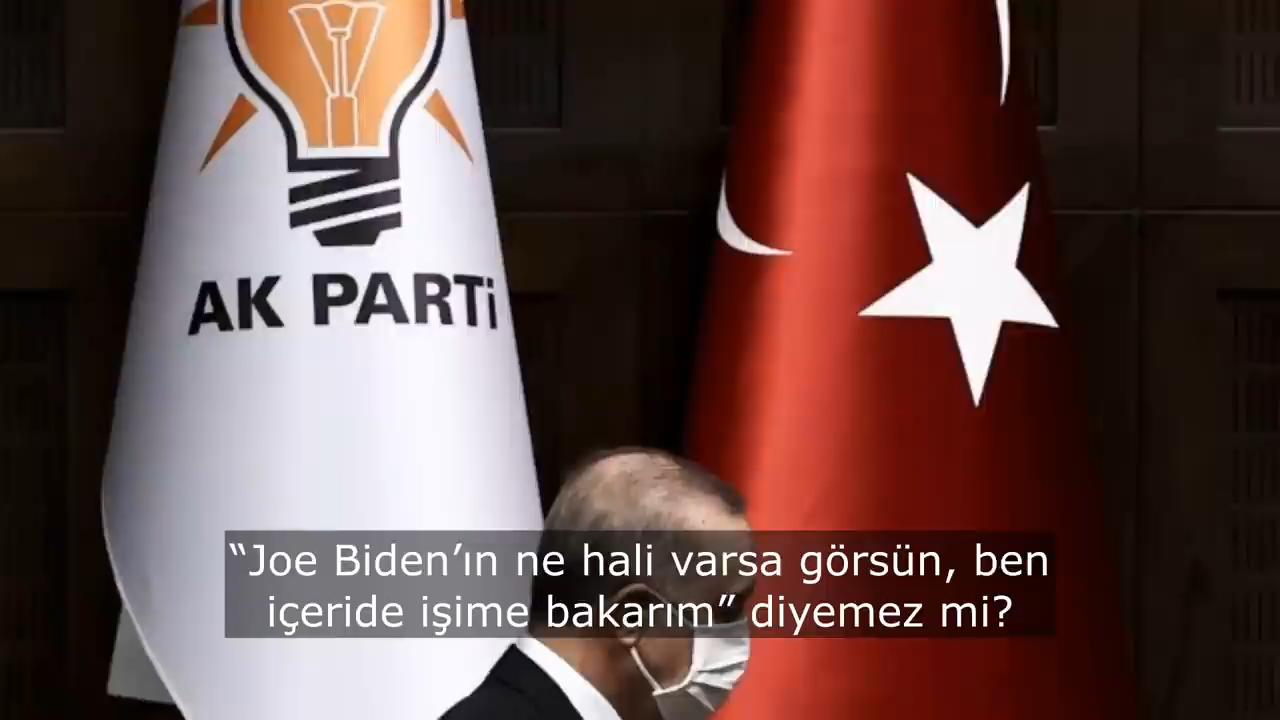 AK PARTi
“Joe Biden’ın ne hali varsa görsün, ben
içeride işime bakarım” diyemez mi?